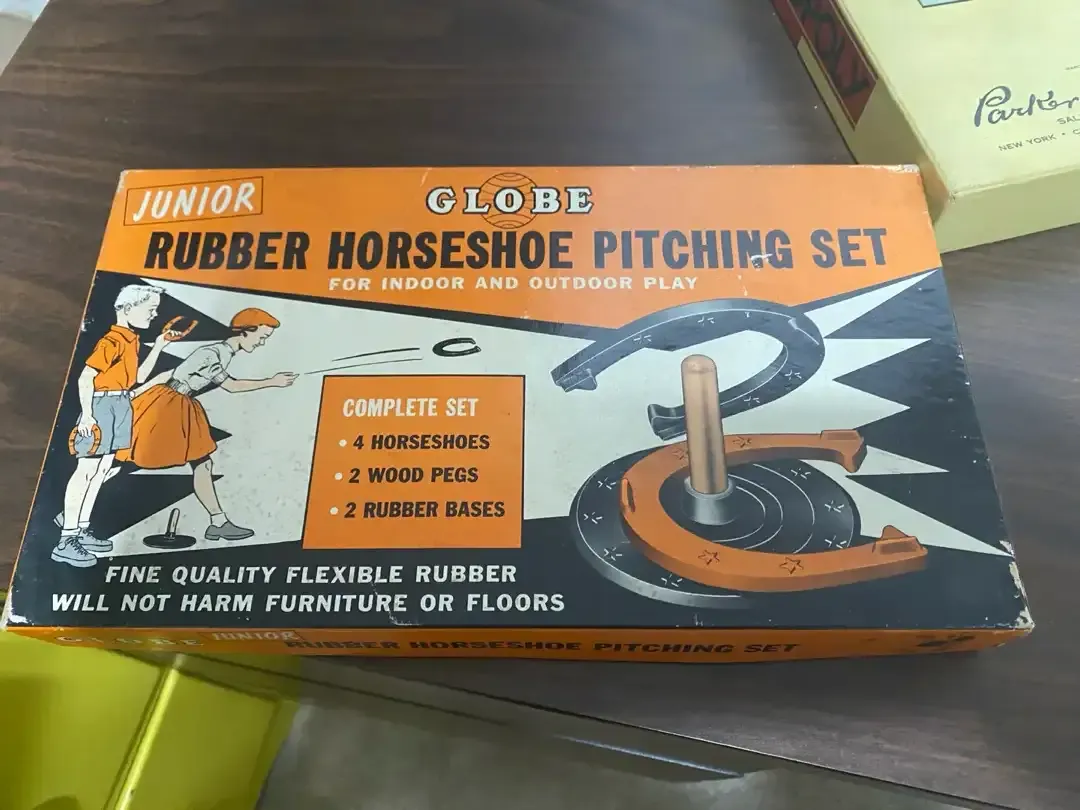 JUNIOR
GLOBE
RUBBER HORSESHOE PITCHING SET
FOR INDOOR AND OUTDOOR PLAY
COMPLETE SET
• 4 HORSESHOES
• 2 WOOD PEGS
• 2 RUBBER BASES
FINE QUALITY FLEXIBLE RUBBER
WILL NOT HARM FURNITURE OR FLOORS
GLOBE JUNIOR RUBBER HORSESHOE PITCHING SET
NEW YORK •